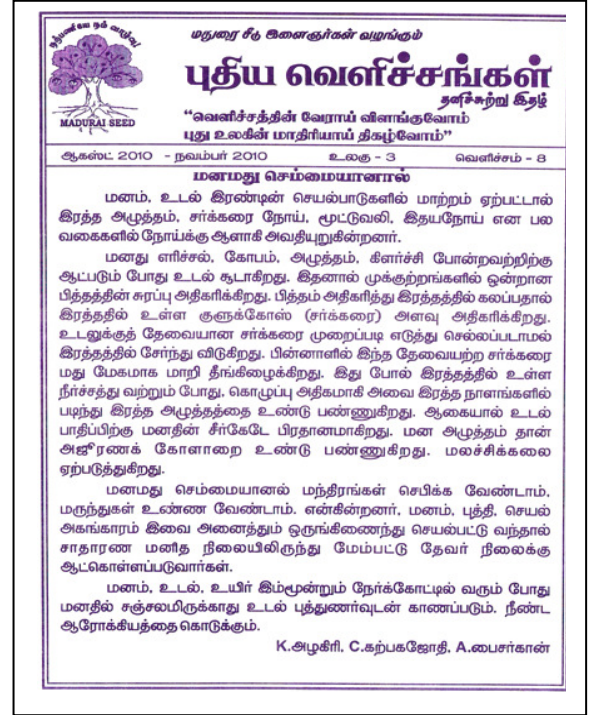 மதுரை சீடு இளைஞர்கள் வழங்கும்
புதிய வெளிச்சங்கள்
தனிச்சுற்று இதழ்
MADURAI SEED
“வெளிச்சத்தின் வேராய் விளங்குவோம்
புது உலகின் மாதிரியாய் திகழ்வோம்”
ஆகஸ்ட் 2010 - நவம்பர் 2010 உலகு - 3 வெளிச்சம் - 8
மனமது செம்மையானால்
மனம், உடல் இரண்டின் செயல்பாடுகளில் மாற்றம் ஏற்பட்டால்
இரத்த அழுத்தம், சர்க்கரை நோய், மூட்டுவலி, இதயநோய் என பல
வகைகளில் நோய்க்கு ஆளாகி அவதியுறுகின்றனர்.
மனது எரிச்சல், கோபம், அழுத்தம், கிளர்ச்சி போன்றவற்றிற்கு
ஆட்படும் போது உடல் சூடாகிறது. இதனால் முக்குற்றங்களில் ஒன்றான
பித்தத்தின் சுரப்பு அதிகரிக்கிறது. பித்தம் அதிகரித்து இரத்தத்தில் கலப்பதால்
இரத்தத்தில் உள்ள குளுக்கோஸ் (சர்க்கரை) அளவு அதிகரிக்கிறது.
உடலுக்குத் தேவையான சர்க்கரை முறைப்படி எடுத்து செல்லப்படாமல்
இரத்தத்தில் சேர்ந்து விடுகிறது. பின்னாளில் இந்த தேவையற்ற சர்க்கரை
மது மேகமாக மாறி தீங்கிழைக்கிறது. இது போல் இரத்தத்தில் உள்ள
நீர்ச்சத்து வற்றும் போது, கொழுப்பு அதிகமாகி அவை இரத்த நாளங்களில்
படிந்து இரத்த அழுத்தத்தை உண்டு பண்ணுகிறது. ஆகையால் உடல்
பாதிப்பிற்கு மனதின் சீர்கேடே பிரதானமாகிறது. மன அழுத்தம் தான்
அஜீரணக் கோளாறை உண்டு பண்ணுகிறது. மலச்சிக்கலை
ஏற்படுத்துகிறது.
மனமது செம்மையானல் மந்திரங்கள் செபிக்க வேண்டாம்,
மருந்துகள் உண்ண வேண்டாம், என்கின்றனர், மனம், புத்தி, செயல்
அகங்காரம் இவை அனைத்தும் ஒருங்கிணைந்து செயல்பட்டு வந்தால்
சாதாரண மனித நிலையிலிருந்து மேம்பட்டு தேவர் நிலைக்கு
ஆட்கொள்ளப்படுவார்கள்.
மனம், உடல், உயிர் இம்மூன்றும் நேர்க்கோட்டில் வரும் போது
மனதில் சஞ்சலமிருக்காது உடல் புத்துணர்வுடன் காணப்படும். நீண்ட
ஆரோக்கியத்தை கொடுக்கும்.
K.அழகிரி, C.கற்பகஜோதி, A.பைசர்கான்